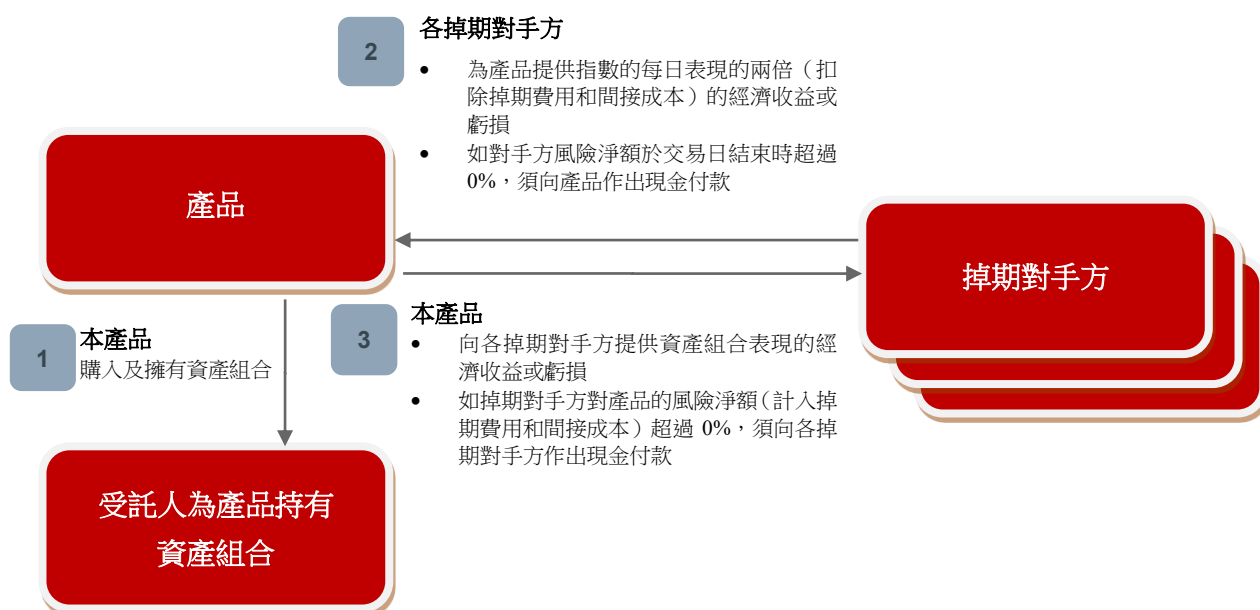 2
各掉期對手方
• 為產品提供指數的每日表現的兩倍（扣
除掉期費用和間接成本）的經濟收益或
虧損
• 如對手方風險淨額於交易日結束時超過
0%，須向產品作出現金付款
產品
掉期對手方
1
本產品
購入及擁有資產組合
3
本產品
• 向各掉期對手方提供資產組合表現的經
濟收益或虧損
• 如掉期對手方對產品的風險淨額（計入掉
期費用和間接成本）超過 0%，須向各掉
期對手方作出現金付款
受託人為產品持有
資產組合